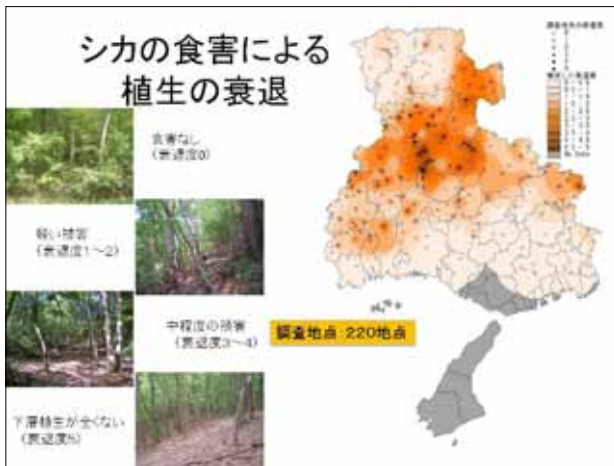 シカの食害による
植生の衰退
食害なし
(衰退度0)
軽い被害
(衰退度1～2)
中程度の被害
(衰退度3～4)
調査地点：220地点
下層植生が全くない
(衰退度5)